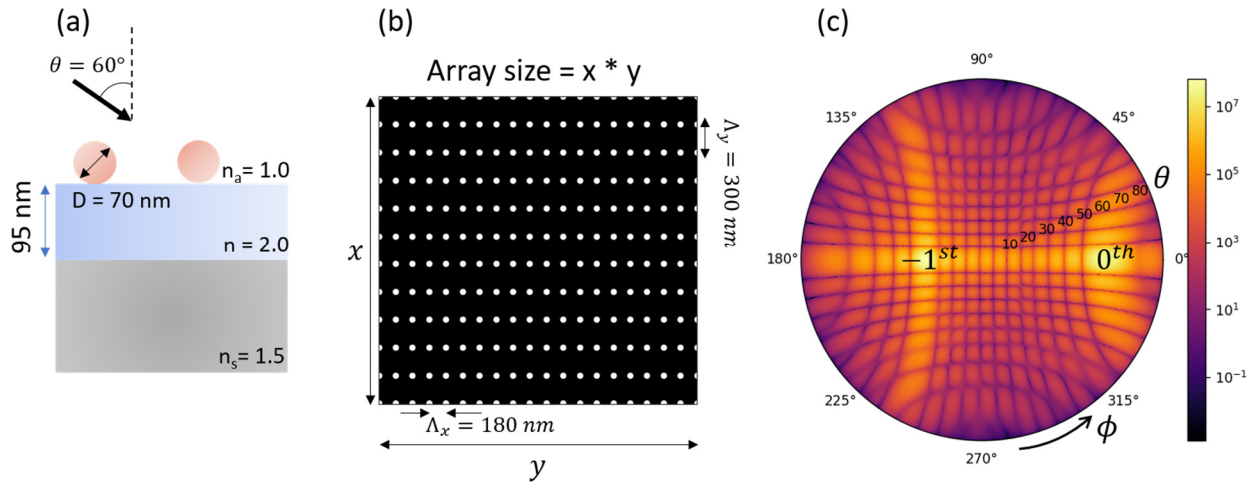 (a)
θ = 60°
n_a= 1.0
D = 70 nm
95 nm
n = 2.0
n_s= 1.5
(b)
Array size = x * y
x
Λ_y = 300 nm
Λ_x = 180 nm
y
(c)
90°
135°
45°
θ
80
70
60
50
40
30
20
10
180°
−1^st
0^th
0°
225°
315°
ϕ
270°
10^7
10^5
10^3
10^1
10^−1